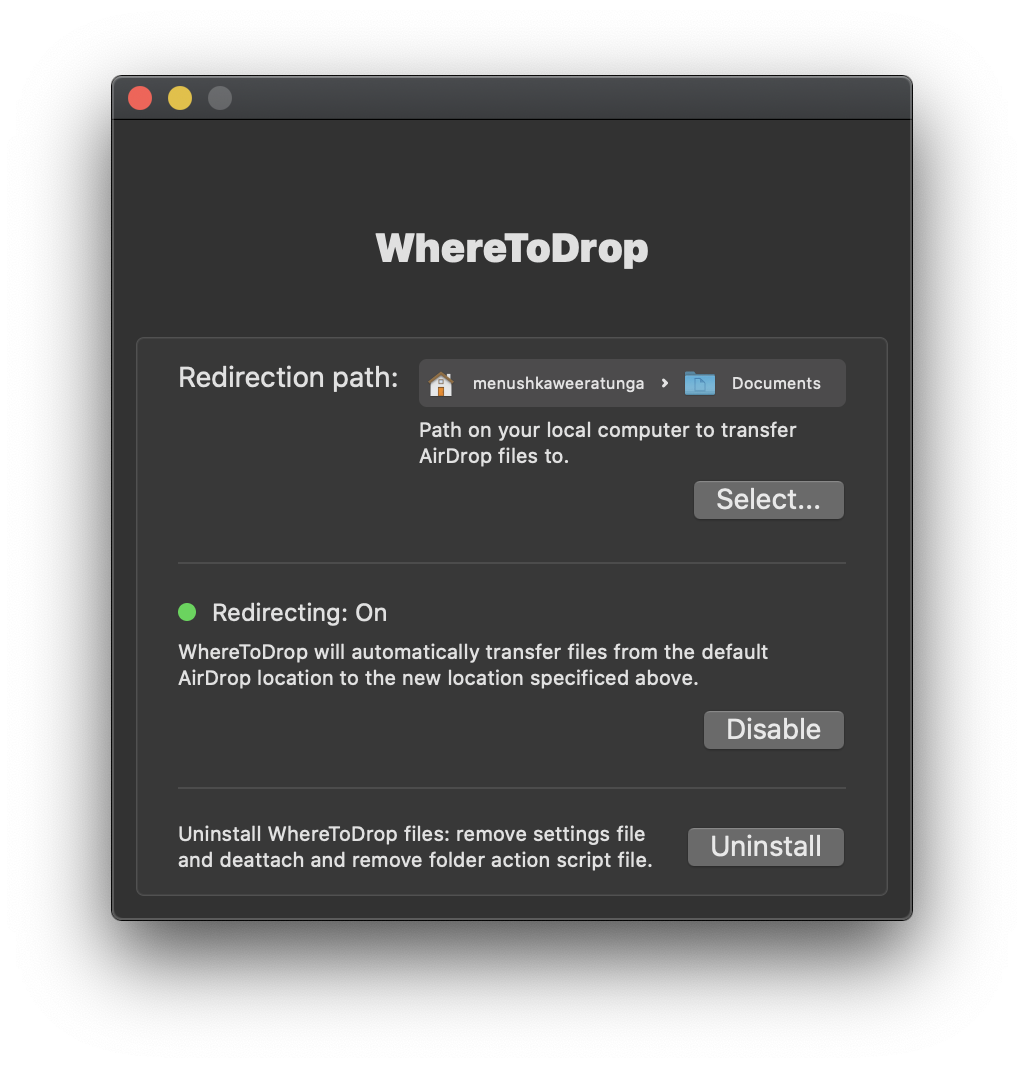 WhereToDrop
Redirection path:
menushkaweeratunga › Documents
Path on your local computer to transfer
AirDrop files to.
Select...
Redirecting: On
WhereToDrop will automatically transfer files from the default
AirDrop location to the new location specificed above.
Disable
Uninstall WhereToDrop files: remove settings file
and deattach and remove folder action script file.
Uninstall